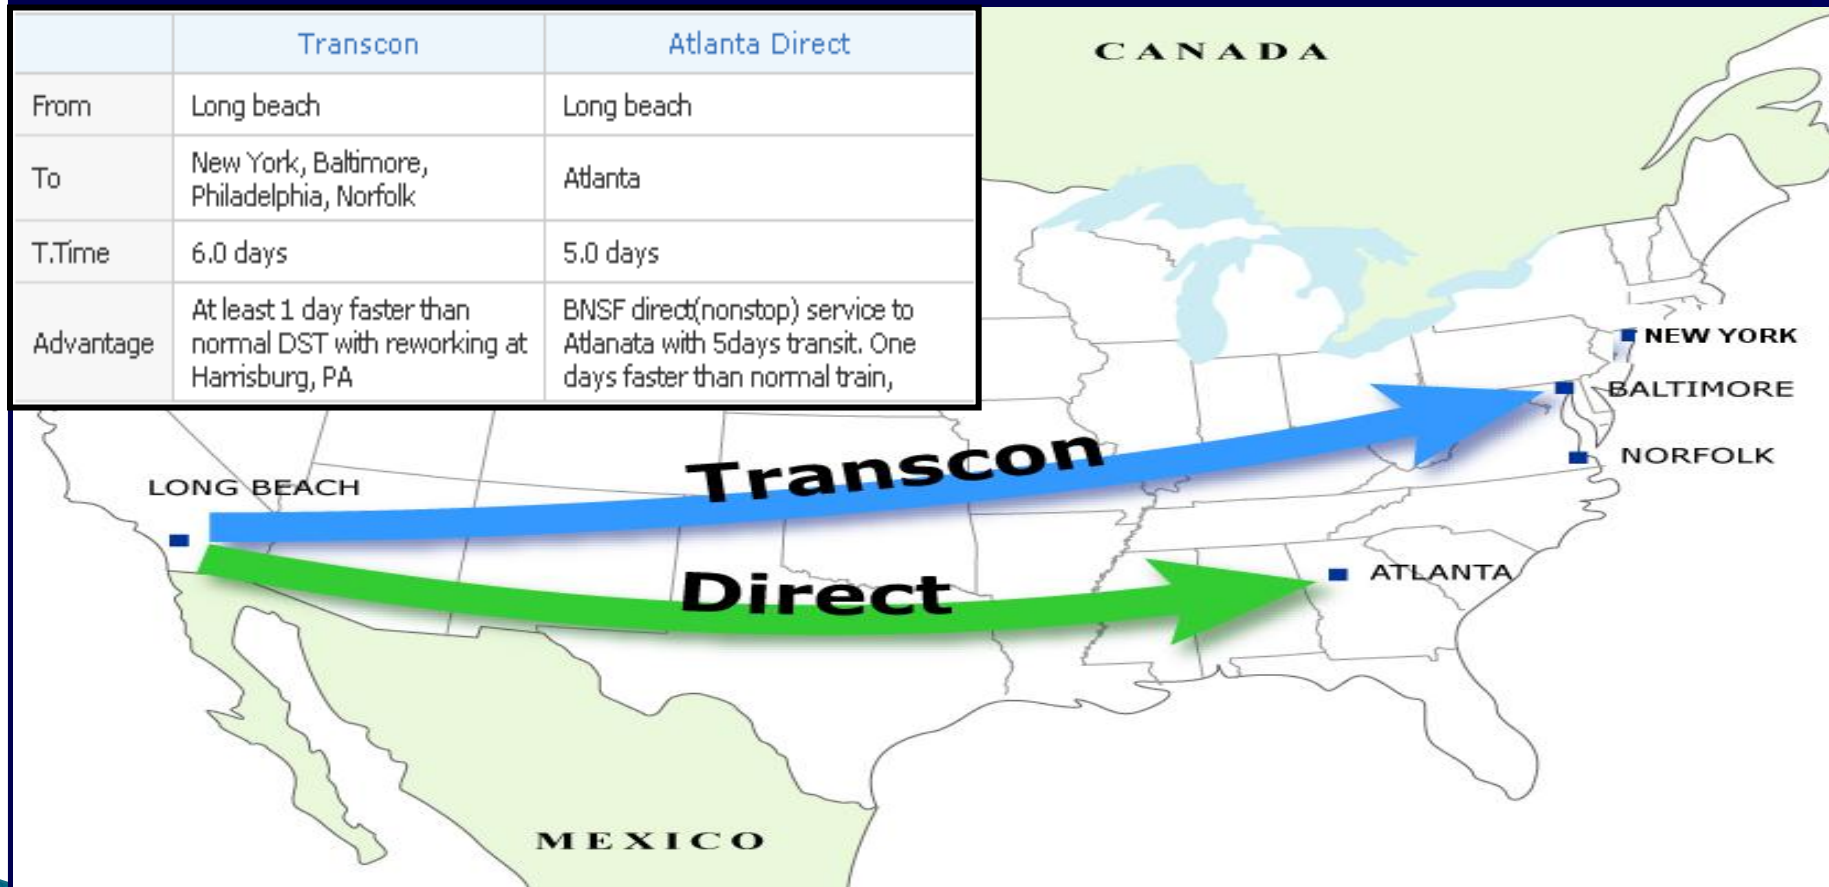 Transcon Atlanta Direct
From Long beach Long beach
To New York, Baltimore, Philadelphia, Norfolk Atlanta
T.Time 6.0 days 5.0 days
Advantage
At least 1 day faster than
normal DST with reworking at
Harrisburg, PA
BNSF direct(nonstop) service to
Atlanata with 5days transit. One
days faster than normal train,
CANADA
NEW YORK
BALTIMORE
NORFOLK
Transcon
LONG BEACH
Direct
ATLANTA
MEXICO